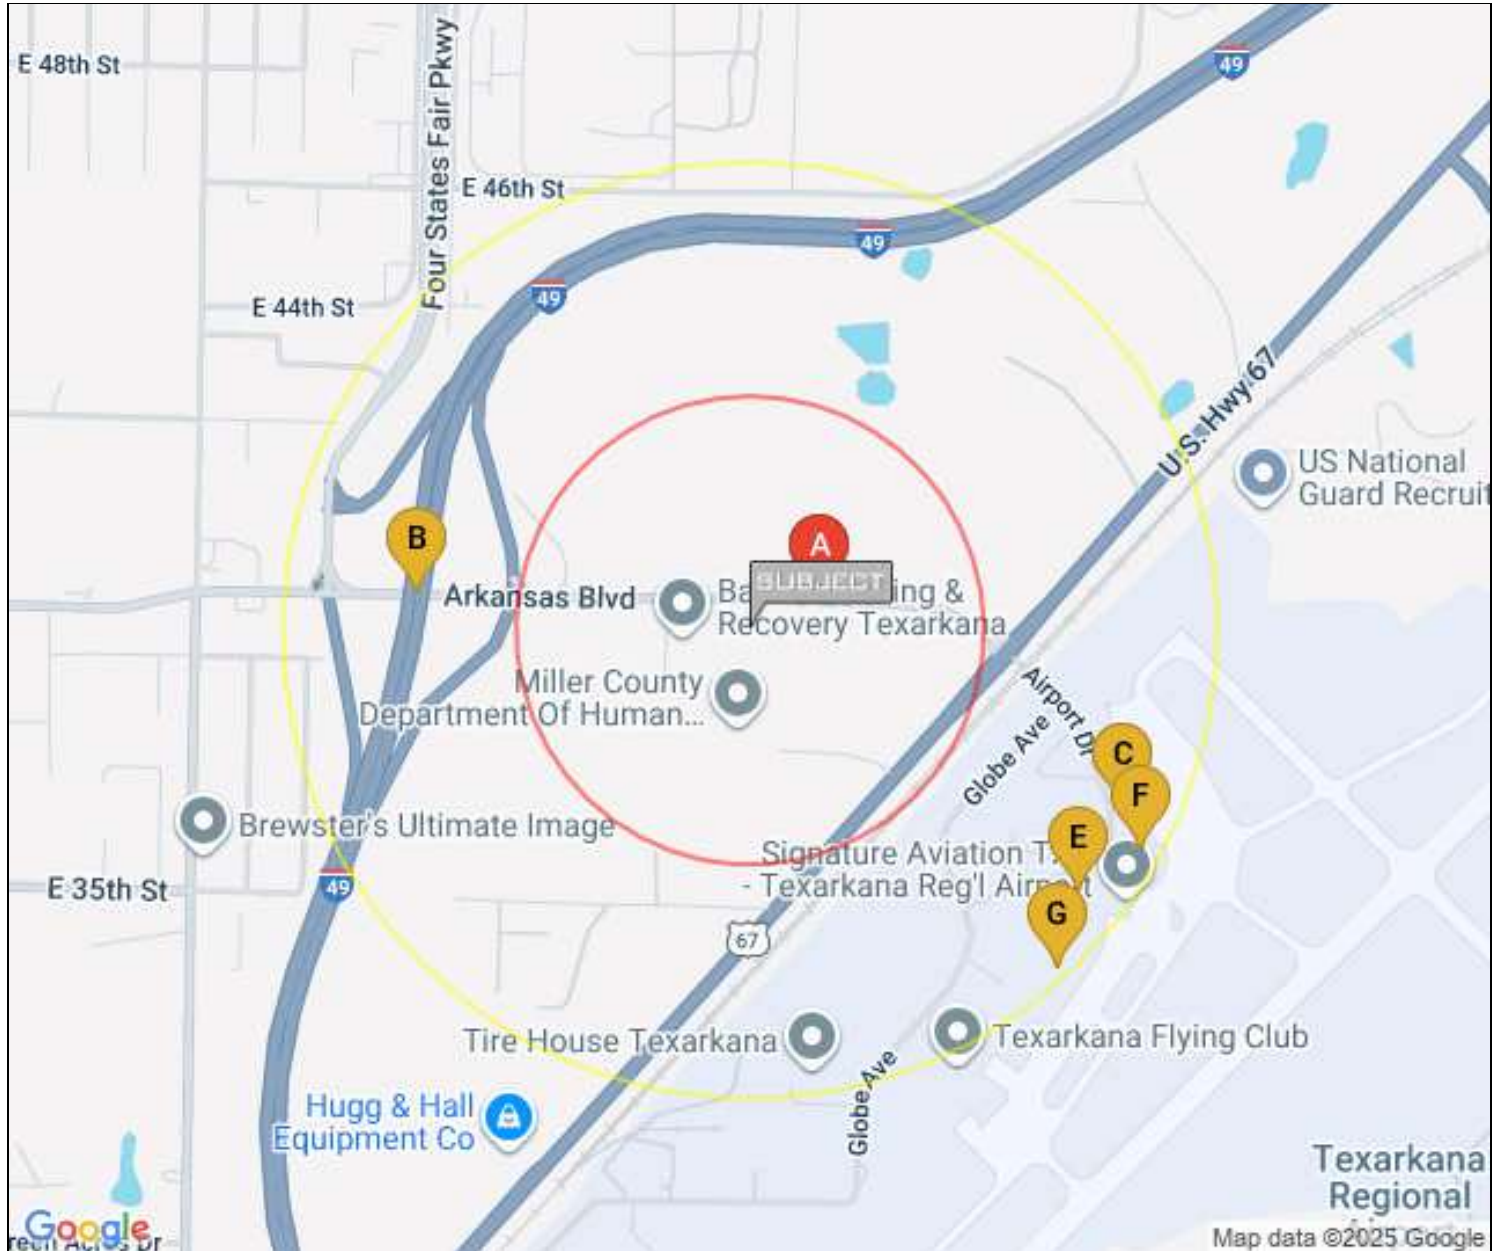 E 48th St
Four States Fair Pkwy
49
E 46th St
49
49
E 44th St
U.S. Hwy 67
US National
Guard Recruit
B
A
SUBJECT
Arkansas Blvd
Ba ing &
Recovery Texarkana
Miller County
Department Of Human...
Airport Dr
Globe Ave
C
F
E
Brewster's Ultimate Image
Signature Aviation T
- Texarkana Reg'l Airport
49
E 35th St
G
67
Tire House Texarkana
Texarkana Flying Club
Globe Ave
Hugg & Hall
Equipment Co
Texarkana
Regional
Google
Map data ©2025 Google